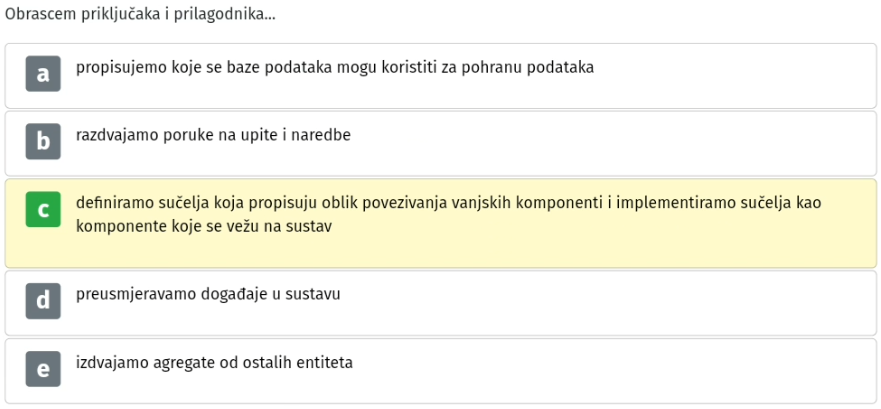 Obrascem priključaka i prilagodnika...
a
propisujemo koje se baze podataka mogu koristiti za pohranu podataka
b
razdvajamo poruke na upite i naredbe
c
definiramo sučelja koja propisuju oblik povezivanja vanjskih komponenti i implementiramo sučelja kao
komponente koje se vežu na sustav
d
preusmjeravamo događaje u sustavu
e
izdvajamo agregate od ostalih entiteta